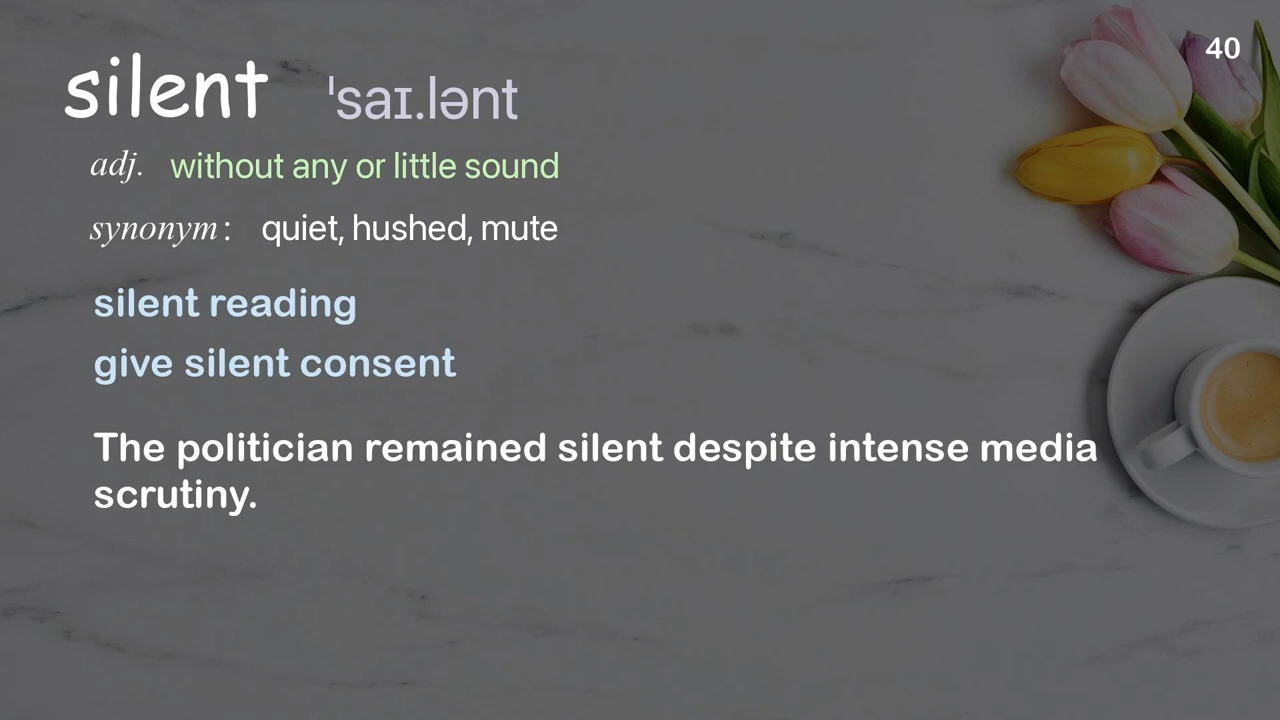 40
silent ˈsaɪ.lənt
adj. without any or little sound
synonym: quiet, hushed, mute
silent reading
give silent consent
The politician remained silent despite intense media
scrutiny.